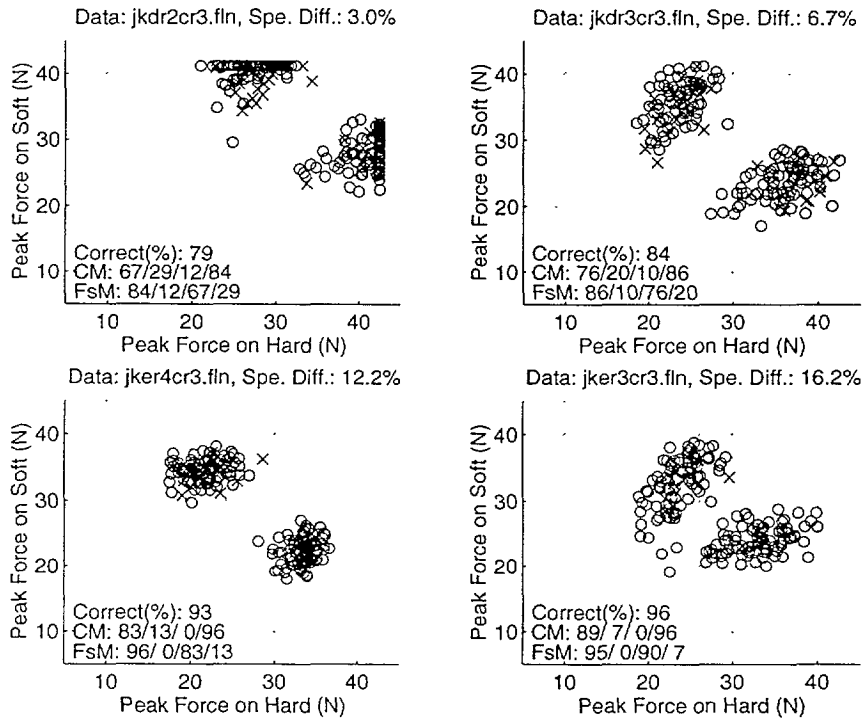 Data: jkdr2cr3.fln, Spe. Diff.: 3.0%
Peak Force on Soft (N)
40
30
20
10
Correct(%): 79
CM: 67/29/12/84
FsM: 84/12/67/29
10 20 30 40
Peak Force on Hard (N)
Data: jkdr3cr3.fln, Spe. Diff.: 6.7%
Peak Force on Soft (N)
40
30
20
10
Correct(%): 84
CM: 76/20/10/86
FsM: 86/10/76/20
10 20 30 40
Peak Force on Hard (N)
Data: jker4cr3.fln, Spe. Diff.: 12.2%
Peak Force on Soft (N)
40
30
20
10
Correct(%): 93
CM: 83/13/ 0/96
FsM: 96/ 0/83/13
10 20 30 40
Peak Force on Hard (N)
Data: jker3cr3.fln, Spe. Diff.: 16.2%
Peak Force on Soft (N)
40
30
20
10
Correct(%): 96
CM: 89/ 7/ 0/96
FsM: 95/ 0/90/ 7
10 20 30 40
Peak Force on Hard (N)